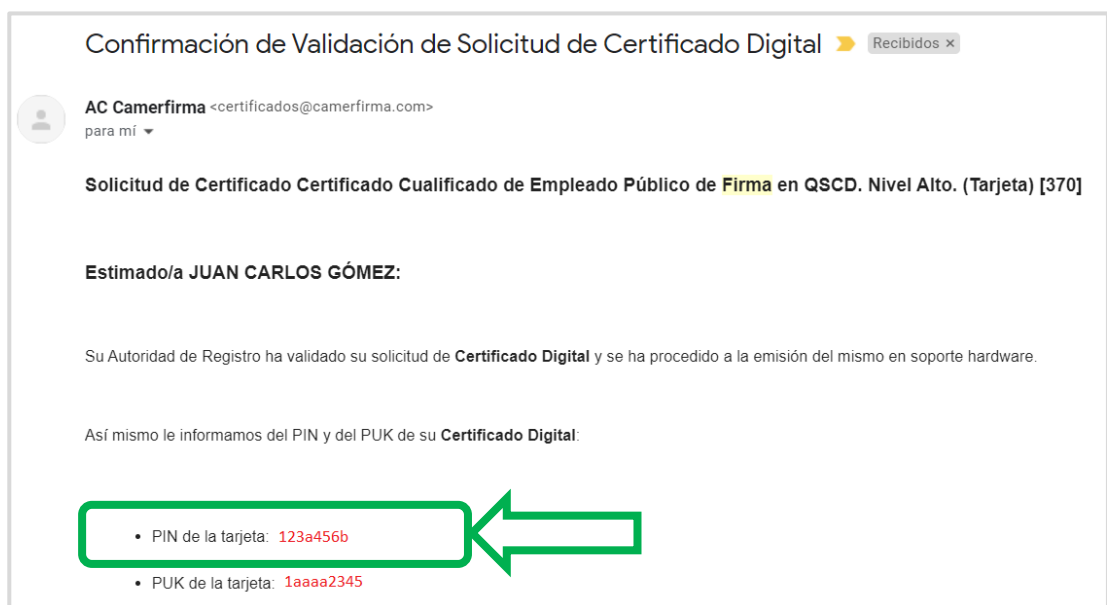 Confirmación de Validación de Solicitud de Certificado Digital Recibidos ×
AC Camerfirma <certificados@camerfirma.com>
para mí
Solicitud de Certificado Certificado Cualificado de Empleado Público de Firma en QSCD. Nivel Alto. (Tarjeta) [370]
Estimado/a JUAN CARLOS GÓMEZ:
Su Autoridad de Registro ha validado su solicitud de Certificado Digital y se ha procedido a la emisión del mismo en soporte hardware.
Así mismo le informamos del PIN y del PUK de su Certificado Digital:
• PIN de la tarjeta: 123a456b
• PUK de la tarjeta: 1aaaa2345